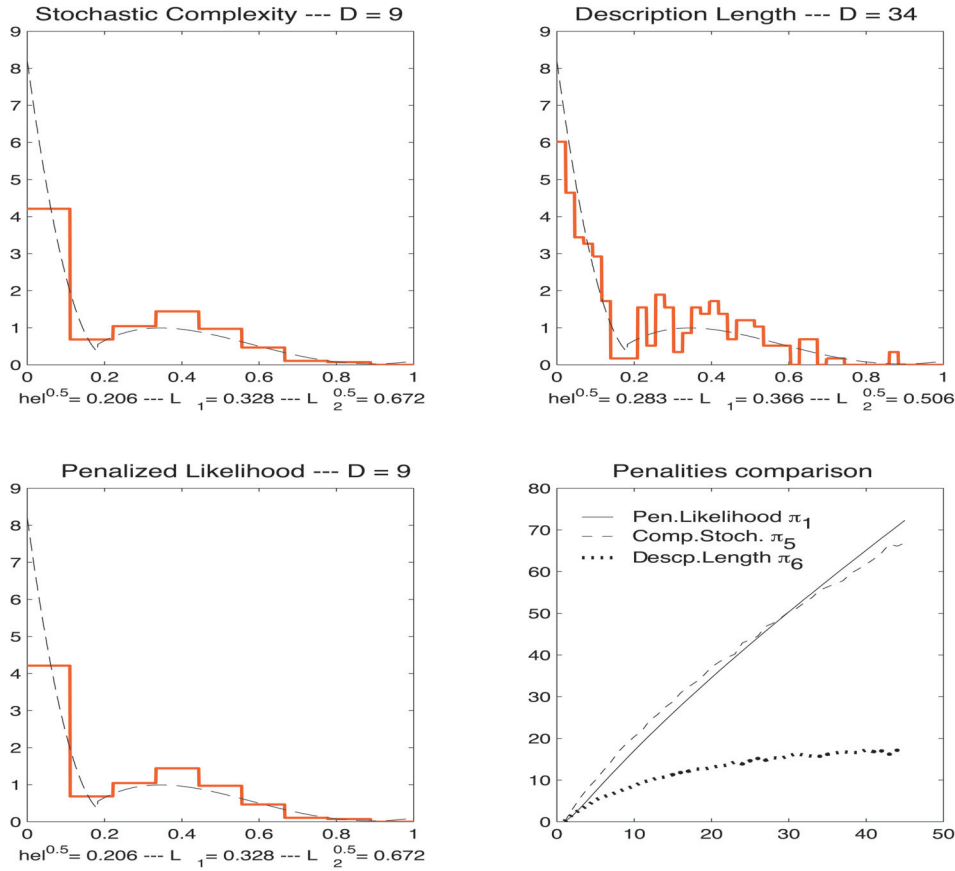 Stochastic Complexity --- D = 9
9
8
7
6
5
4
3
2
1
0
0 0.2 0.4 0.6 0.8 1
hel^0.5 = 0.206 --- L_1 = 0.328 --- L_2^0.5 = 0.672
Description Length --- D = 34
9
8
7
6
5
4
3
2
1
0
0 0.2 0.4 0.6 0.8 1
hel^0.5 = 0.283 --- L_1 = 0.366 --- L_2^0.5 = 0.506
Penalized Likelihood --- D = 9
9
8
7
6
5
4
3
2
1
0
0 0.2 0.4 0.6 0.8 1
hel^0.5 = 0.206 --- L_1 = 0.328 --- L_2^0.5 = 0.672
Penalities comparison
80
70
60
50
40
30
20
10
0
Pen.Likelihood π_1
Comp.Stoch. π_5
Descp.Length π_6
0 10 20 30 40 50